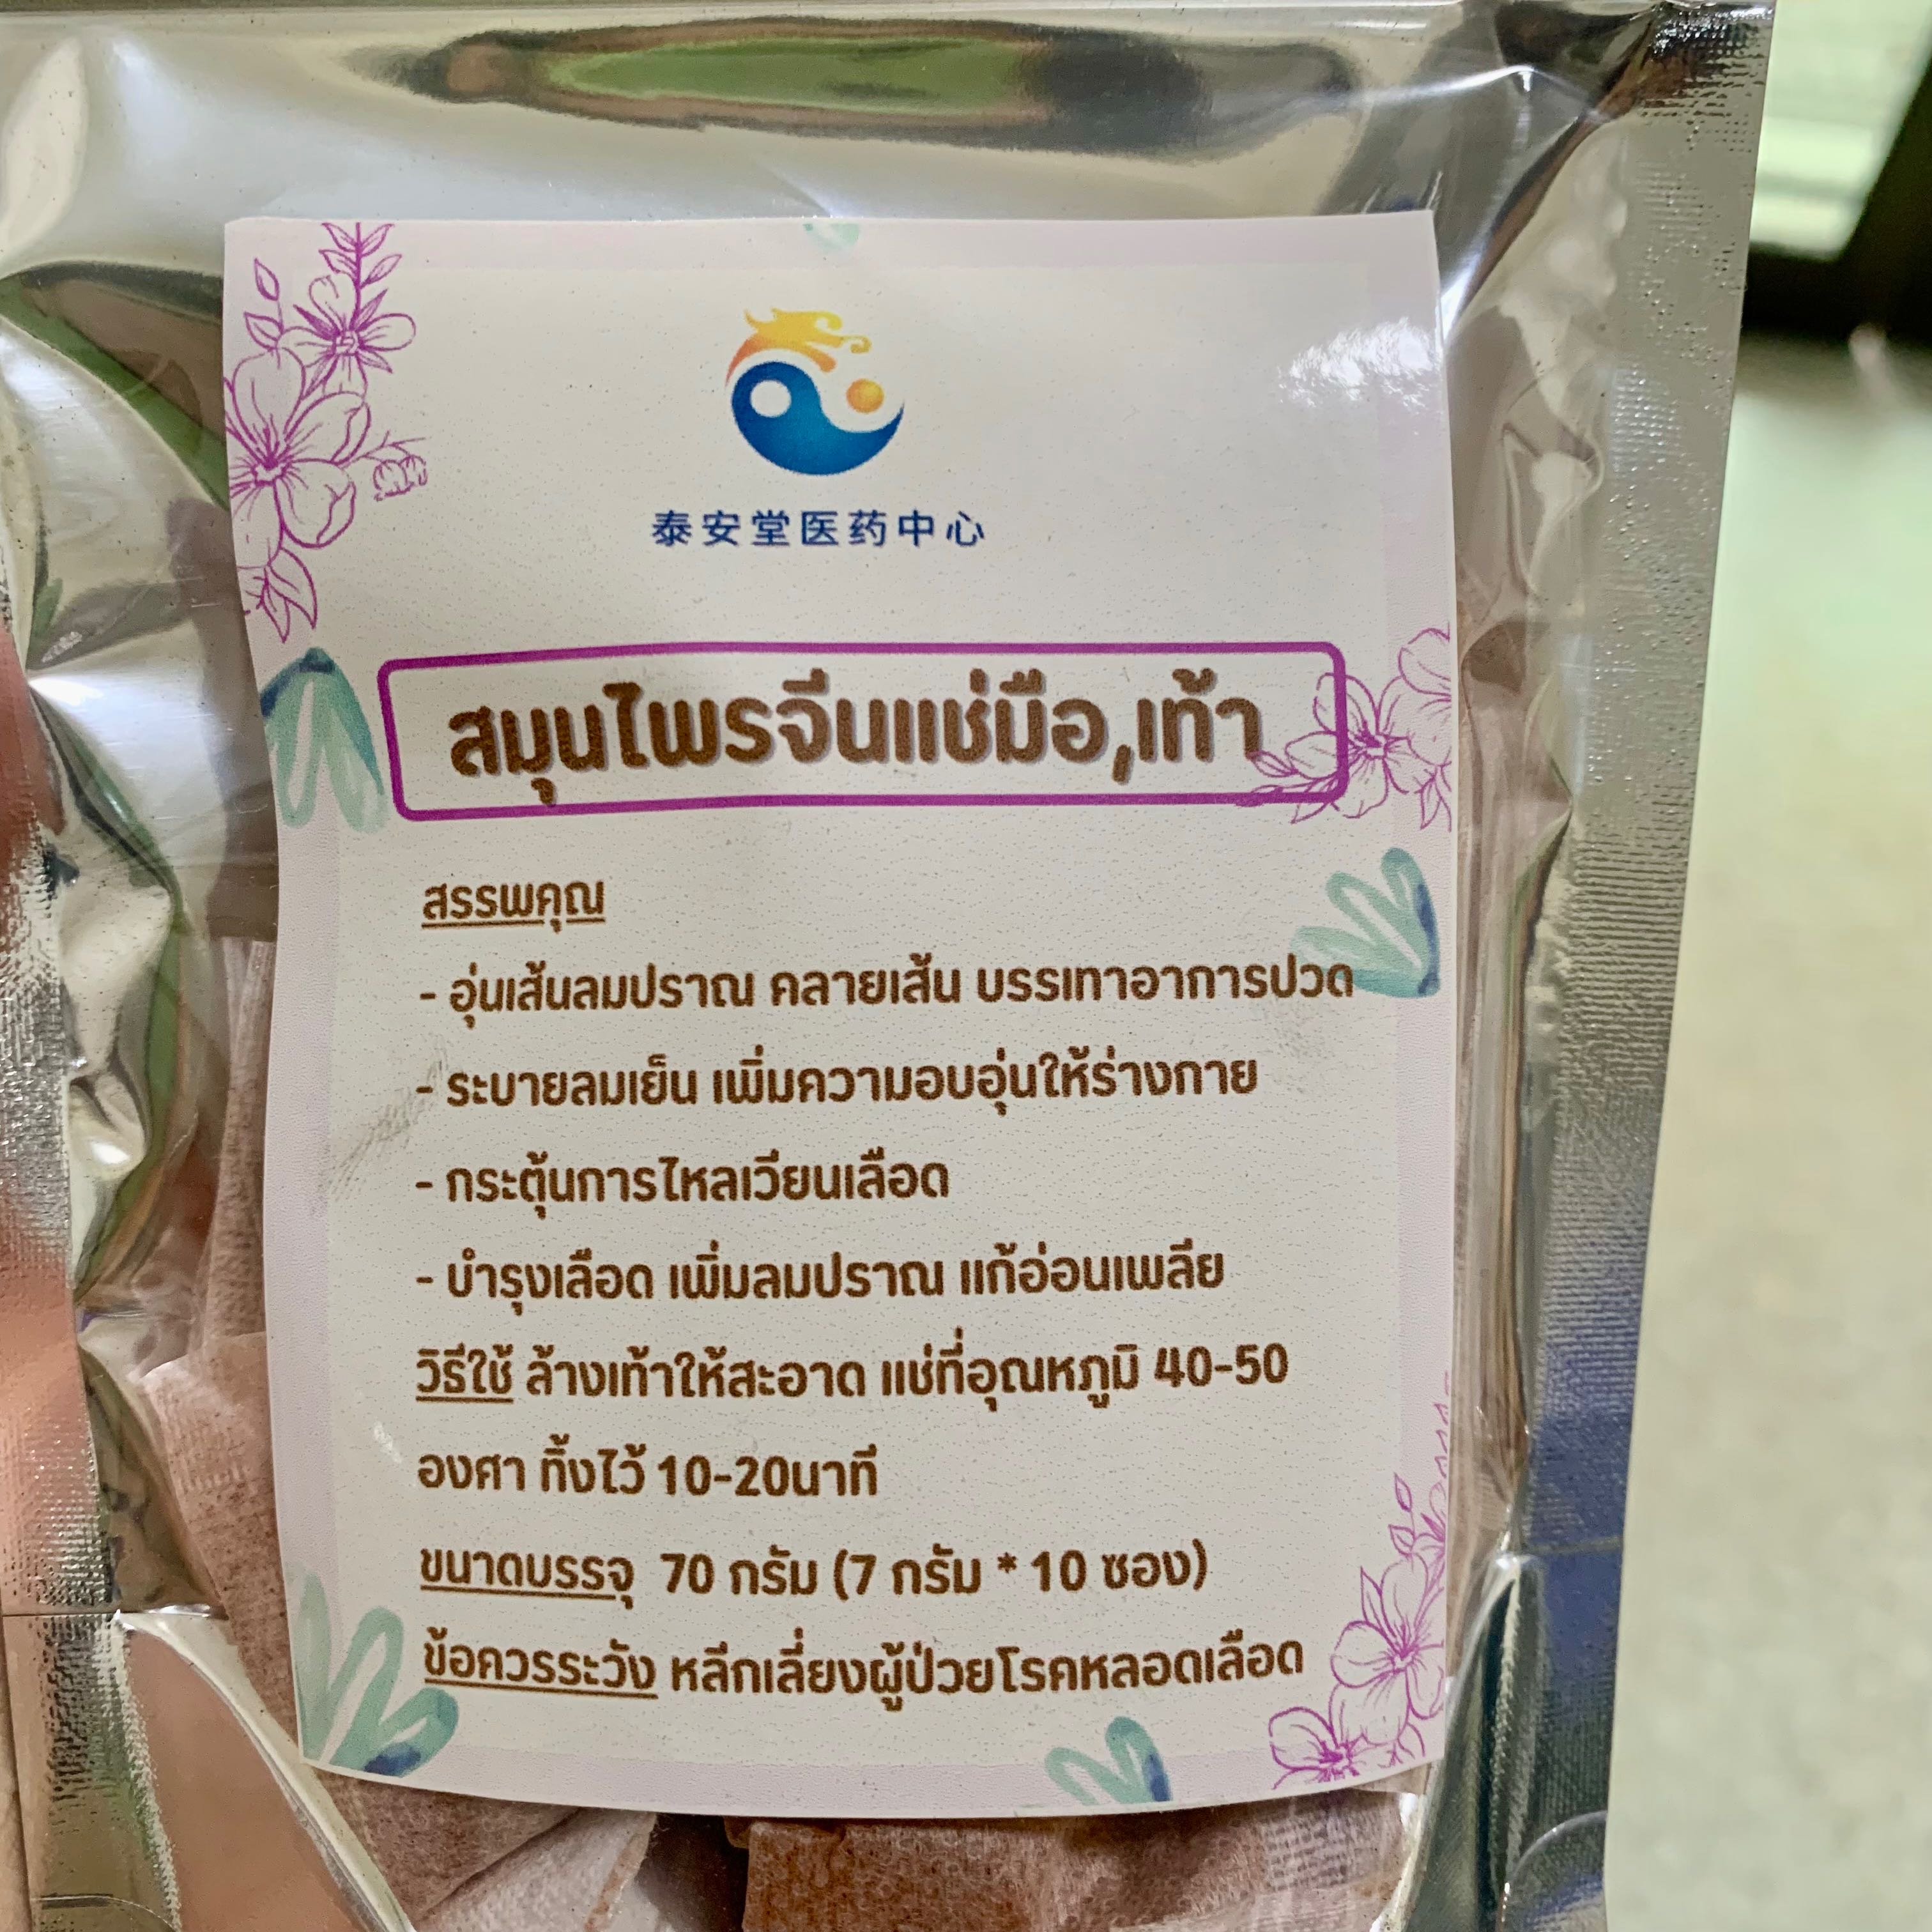 泰安堂医药中心
สมุนไพรจีนแช่มือ,เท้า
สรรพคุณ
- อุ่นเส้นลมปราณ คลายเส้น บรรเทาอาการปวด
- ระบายลมเย็น เพิ่มความอบอุ่นให้ร่างกาย
- กระตุ้นการไหลเวียนเลือด
- บำรุงเลือด เพิ่มลมปราณ แก้อ่อนเพลีย
วิธีใช้ ล้างเท้าให้สะอาด แช่ที่อุณหภูมิ 40-50
องศา ทิ้งไว้ 10-20นาที
ขนาดบรรจุ 70 กรัม (7 กรัม * 10 ซอง)
ข้อควรระวัง หลีกเลี่ยงผู้ป่วยโรคหลอดเลือด